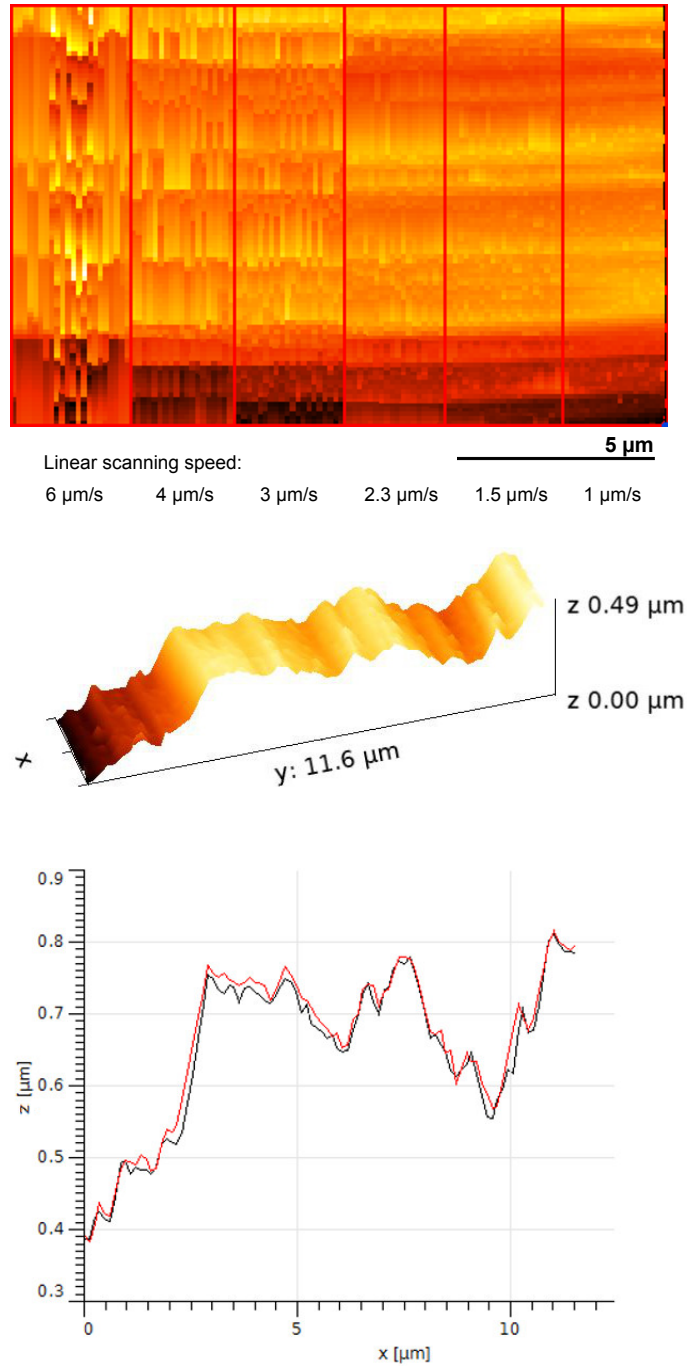 5 µm
Linear scanning speed:
6 µm/s 4 µm/s 3 µm/s 2.3 µm/s 1.5 µm/s 1 µm/s
z 0.49 µm
z 0.00 µm
x
y: 11.6 µm
0.9
0.8
0.7
0.6
0.5
0.4
0.3
z [µm]
0 5 10
x [µm]